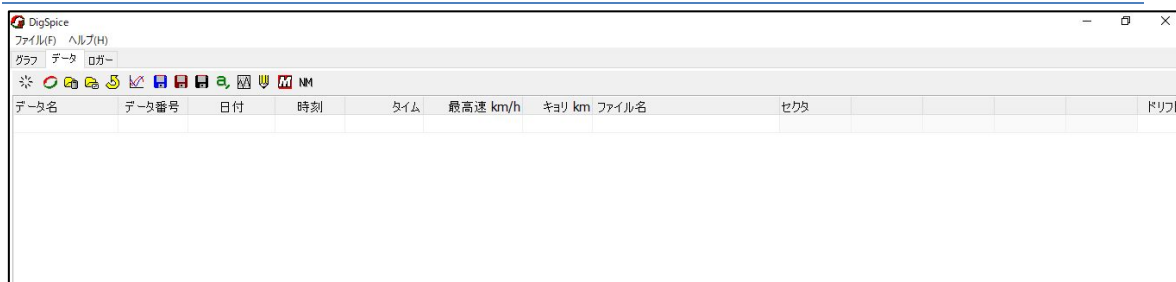 DigSpice
ファイル(F) ヘルプ(H)
グラフ データ ロガー
a, M NM
データ名 データ番号 日付 時刻 タイム 最高速 km/h キョリ km ファイル名 セクタ ドリフト